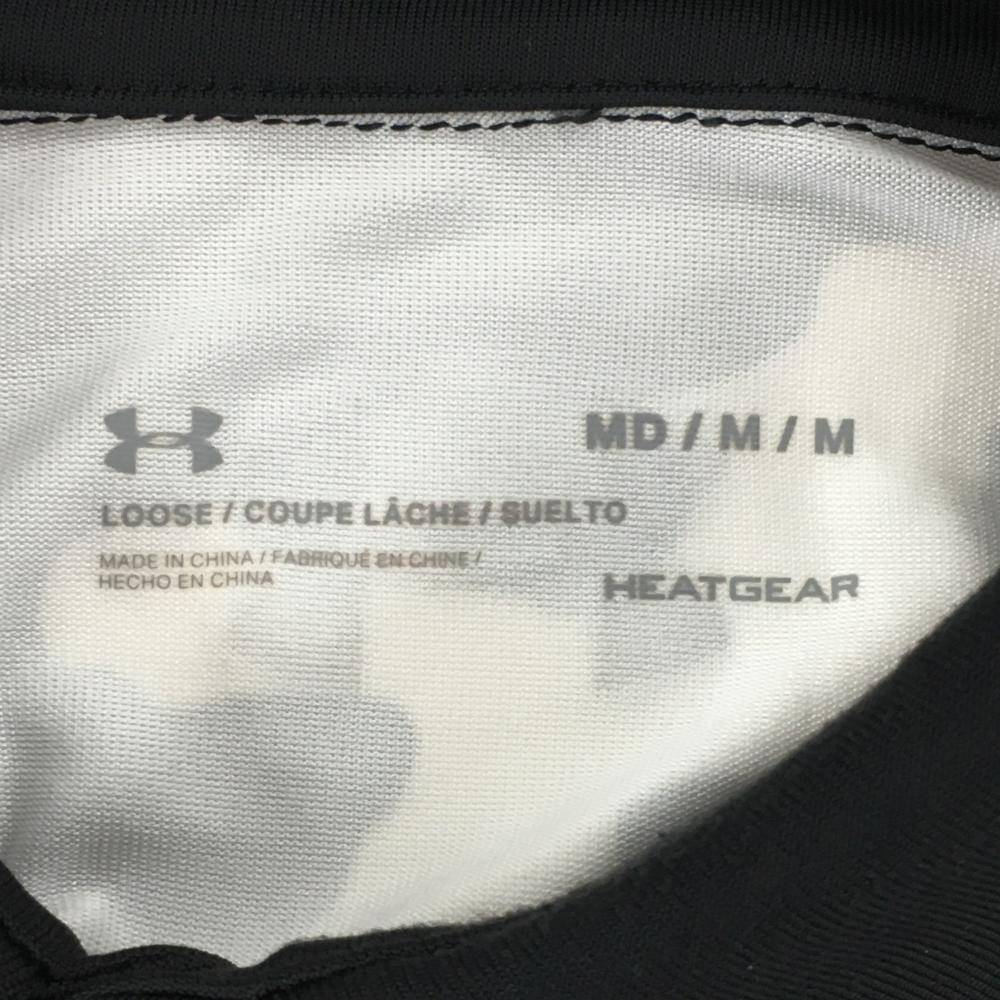 MD / M / M
LOOSE / COUPE LÂCHE / SUELTO
MADE IN CHINA / FABRIQUÉ EN CHINE /
HECHO EN CHINA
HEATGEAR